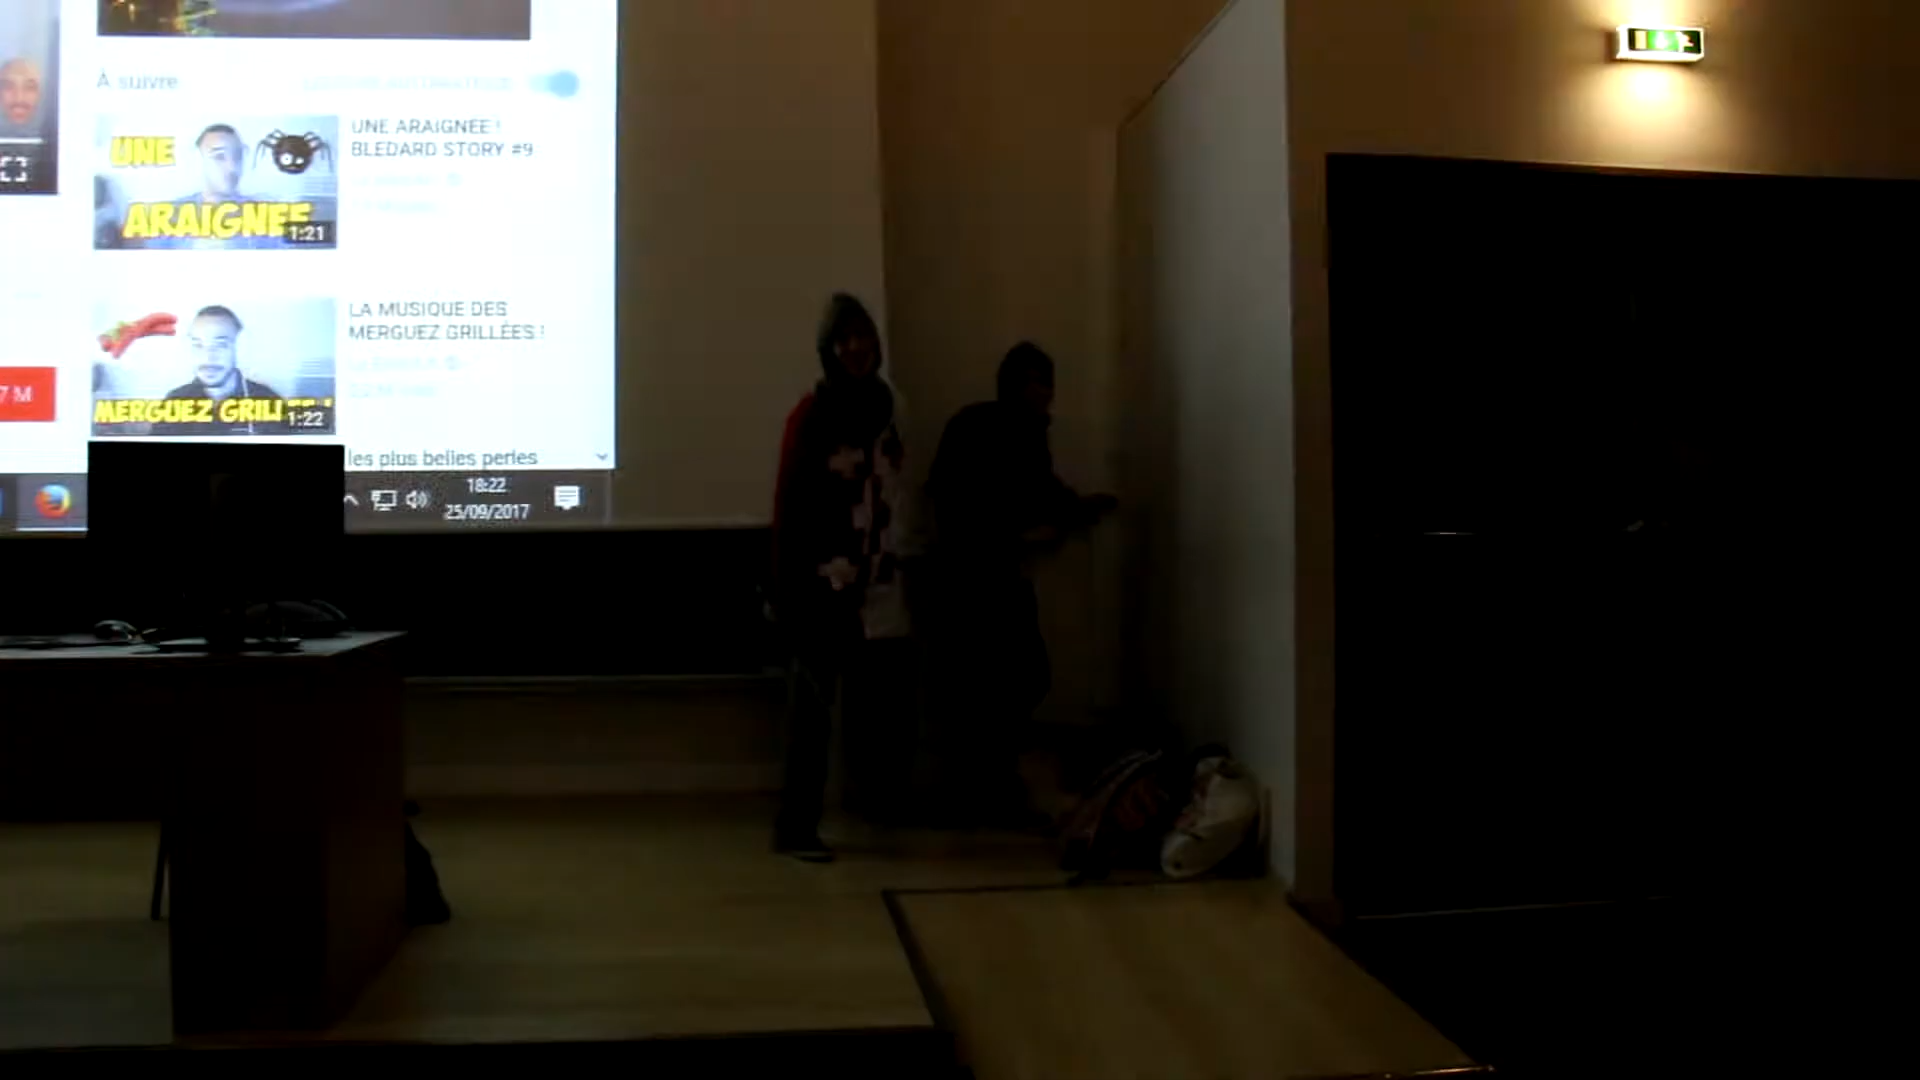 À suivre
UNE
ARAIGNEE
1:21
UNE ARAIGNEE !
BLEDARD STORY #9
MERGUEZ GRILL
1:22
LA MUSIQUE DES
MERGUEZ GRILLÉES !
7 M
les plus belles perles
18:22
25/09/2017